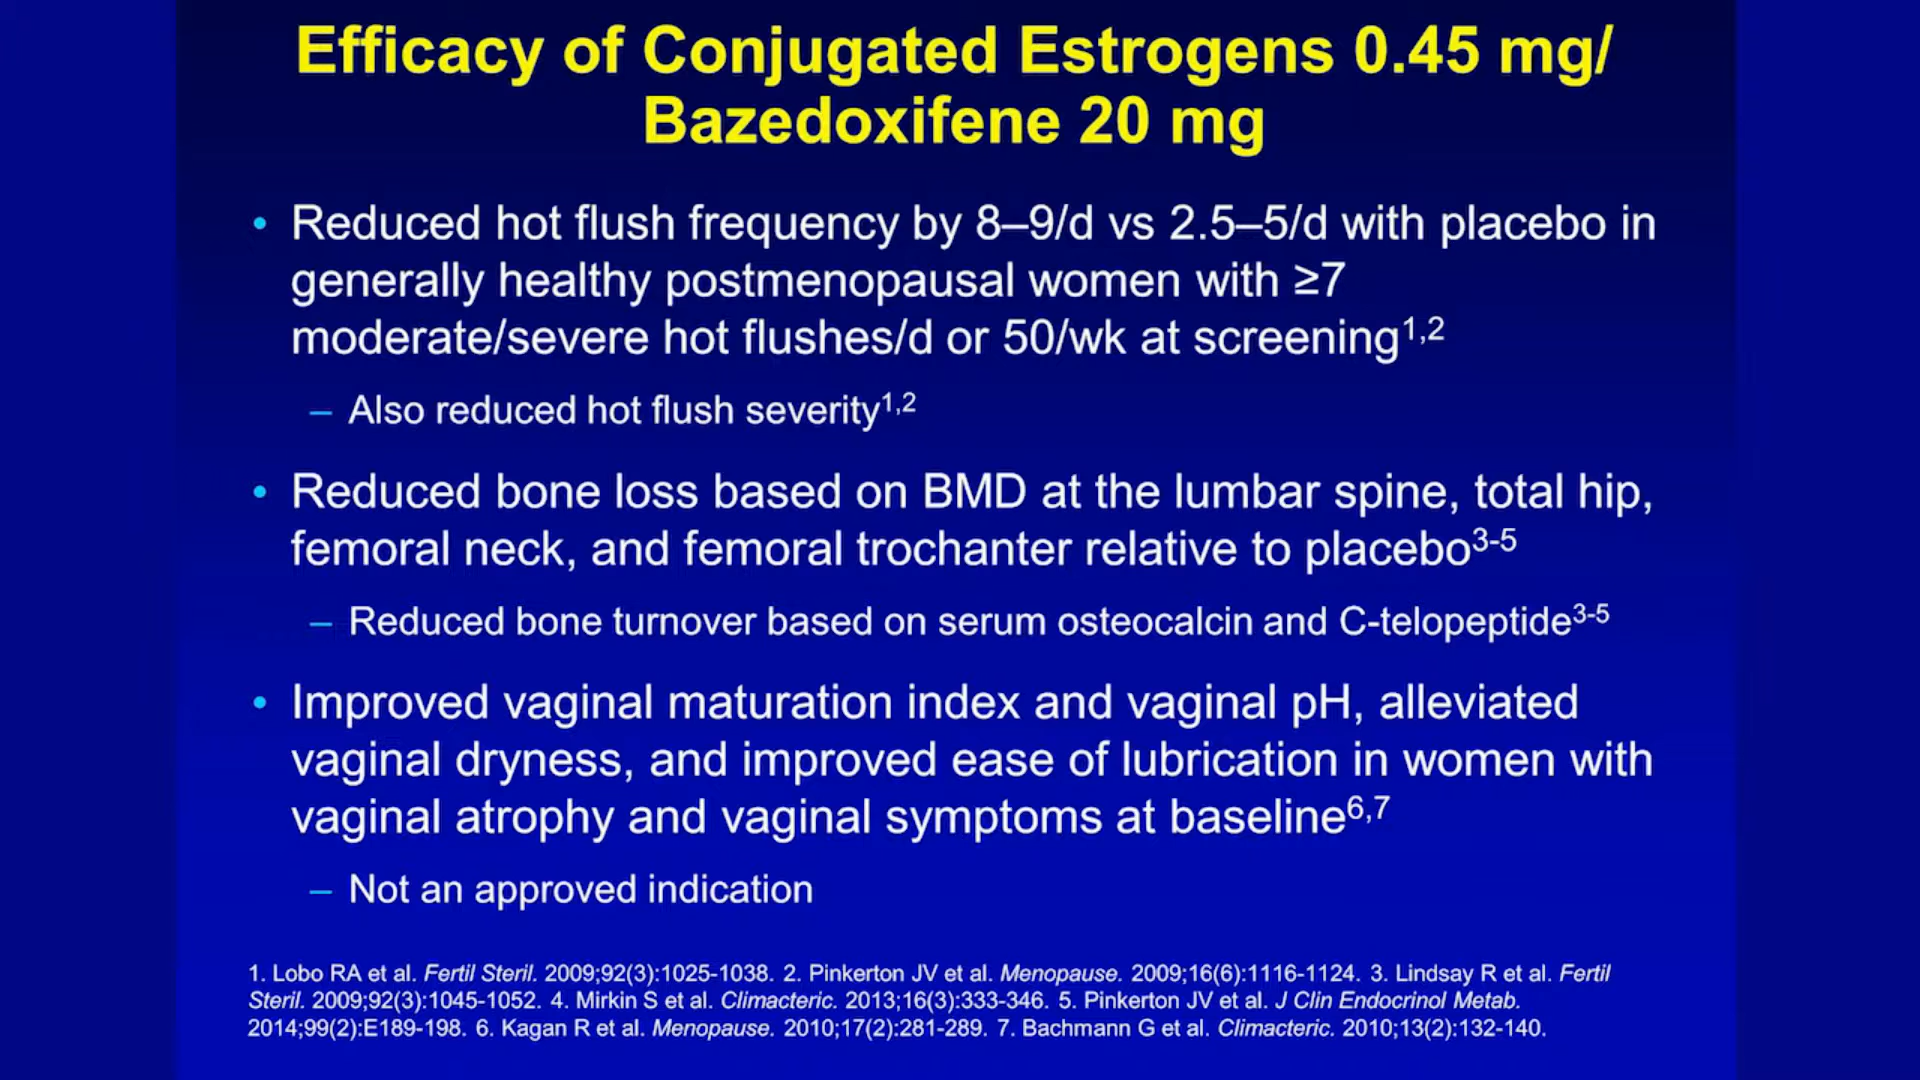 Efficacy of Conjugated Estrogens 0.45 mg/
Bazedoxifene 20 mg
• Reduced hot flush frequency by 8–9/d vs 2.5–5/d with placebo in
generally healthy postmenopausal women with ≥7
moderate/severe hot flushes/d or 50/wk at screening1,2
– Also reduced hot flush severity1,2
• Reduced bone loss based on BMD at the lumbar spine, total hip,
femoral neck, and femoral trochanter relative to placebo3-5
– Reduced bone turnover based on serum osteocalcin and C-telopeptide3-5
• Improved vaginal maturation index and vaginal pH, alleviated
vaginal dryness, and improved ease of lubrication in women with
vaginal atrophy and vaginal symptoms at baseline6,7
– Not an approved indication
1. Lobo RA et al. Fertil Steril. 2009;92(3):1025-1038. 2. Pinkerton JV et al. Menopause. 2009;16(6):1116-1124. 3. Lindsay R et al. Fertil
Steril. 2009;92(3):1045-1052. 4. Mirkin S et al. Climacteric. 2013;16(3):333-346. 5. Pinkerton JV et al. J Clin Endocrinol Metab.
2014;99(2):E189-198. 6. Kagan R et al. Menopause. 2010;17(2):281-289. 7. Bachmann G et al. Climacteric. 2010;13(2):132-140.